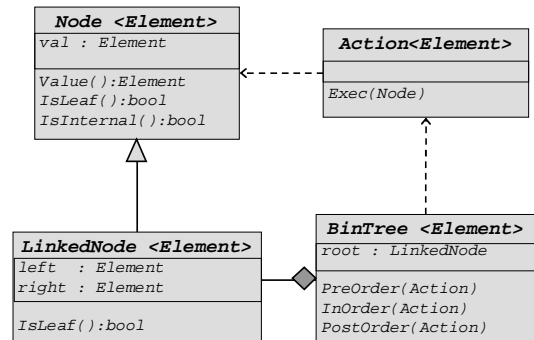 Node <Element>
val : Element
Value():Element
IsLeaf():bool
IsInternal():bool
Action<Element>
Exec(Node)
LinkedNode <Element>
left : Element
right : Element
IsLeaf():bool
BinTree <Element>
root : LinkedNode
PreOrder(Action)
InOrder(Action)
PostOrder(Action)